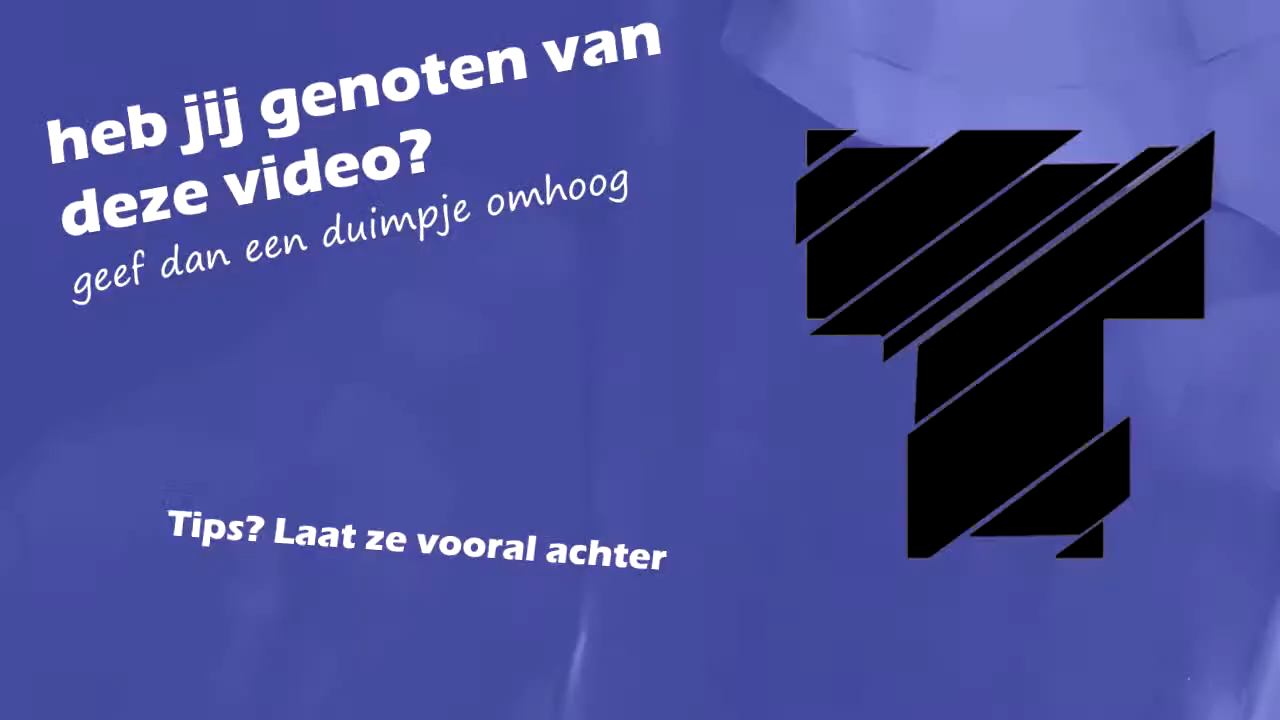 heb jij genoten van
deze video?
geef dan een duimpje omhoog
Tips? Laat ze vooral achter